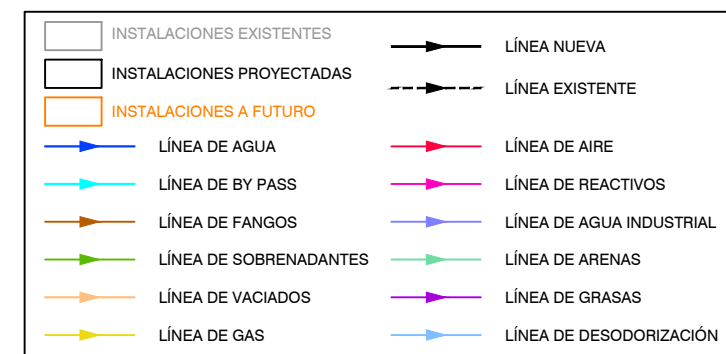 INSTALACIONES EXISTENTES
INSTALACIONES PROYECTADAS
INSTALACIONES A FUTURO
LÍNEA NUEVA
LÍNEA EXISTENTE
LÍNEA DE AGUA
LÍNEA DE BY PASS
LÍNEA DE FANGOS
LÍNEA DE SOBRENADANTES
LÍNEA DE VACIADOS
LÍNEA DE GAS
LÍNEA DE AIRE
LÍNEA DE REACTIVOS
LÍNEA DE AGUA INDUSTRIAL
LÍNEA DE ARENAS
LÍNEA DE GRASAS
LÍNEA DE DESODORIZACIÓN